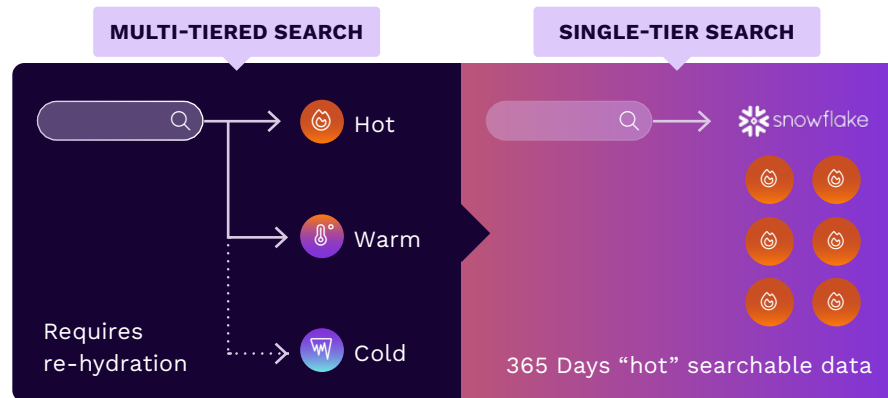 MULTI-TIERED SEARCH
Hot
Warm
Cold
Requires
re-hydration
SINGLE-TIER SEARCH
snowflake
365 Days “hot” searchable data